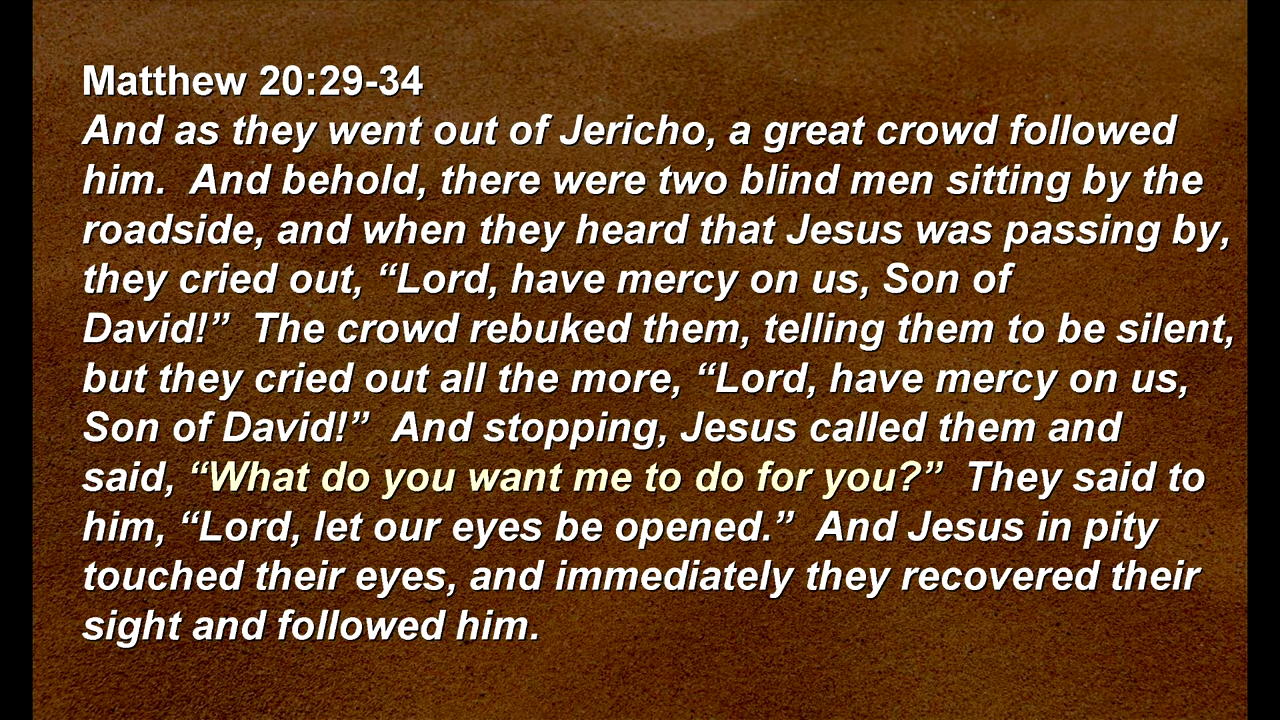 Matthew 20:29-34
And as they went out of Jericho, a great crowd followed
him.  And behold, there were two blind men sitting by the
roadside, and when they heard that Jesus was passing by,
they cried out, “Lord, have mercy on us, Son of
David!”  The crowd rebuked them, telling them to be silent,
but they cried out all the more, “Lord, have mercy on us,
Son of David!”  And stopping, Jesus called them and
said, “What do you want me to do for you?”  They said to
him, “Lord, let our eyes be opened.”  And Jesus in pity
touched their eyes, and immediately they recovered their
sight and followed him.